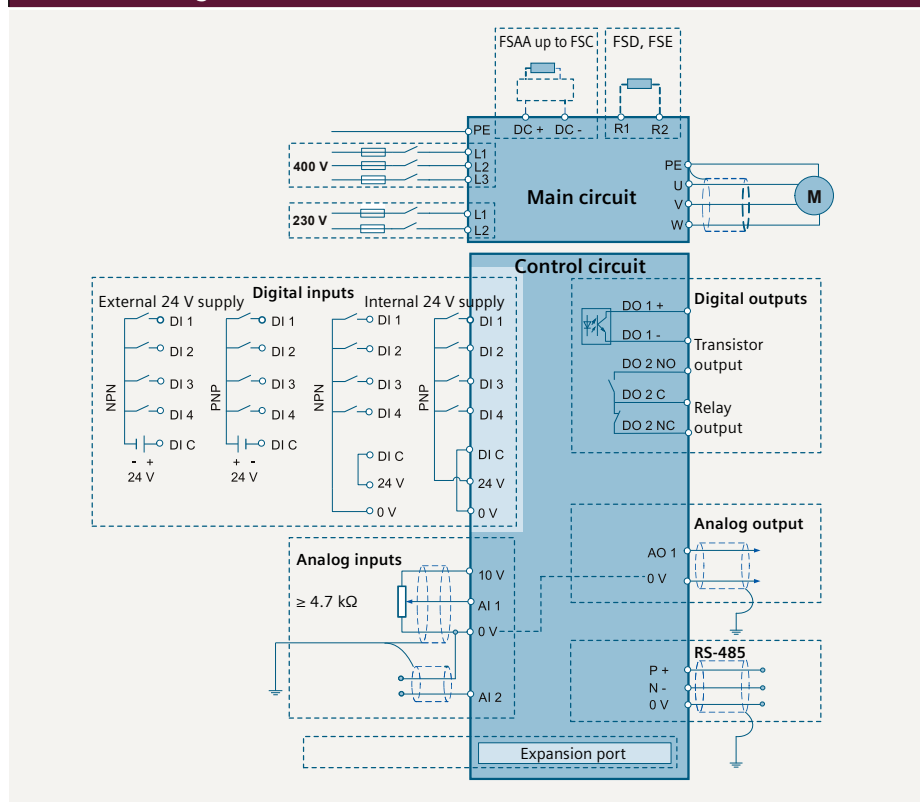 FSAA up to FSC
FSD, FSE
PE
DC +
DC -
R1
R2
400 V
L1
L2
L3
230 V
L1
L2
Main circuit
PE
U
V
W
M
Control circuit
Digital inputs
External 24 V supply
Internal 24 V supply
NPN
DI 1
DI 2
DI 3
DI 4
DI C
- +
24 V
PNP
DI 1
DI 2
DI 3
DI 4
DI C
+ -
24 V
NPN
DI 1
DI 2
DI 3
DI 4
DI C
24 V
0 V
PNP
DI 1
DI 2
DI 3
DI 4
DI C
24 V
0 V
Digital outputs
DO 1 +
DO 1 -
Transistor
output
DO 2 NO
DO 2 C
DO 2 NC
Relay
output
Analog output
AO 1
0 V
Analog inputs
≥ 4.7 kΩ
10 V
AI 1
0 V
AI 2
RS-485
P +
N -
0 V
Expansion port